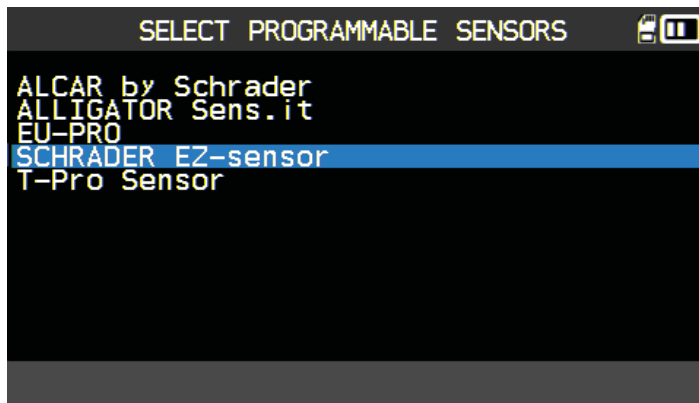 SELECT PROGRAMMABLE SENSORS
ALCAR by Schrader
ALLIGATOR Sens.it
EU-PRO
SCHRADER EZ-sensor
T-Pro Sensor